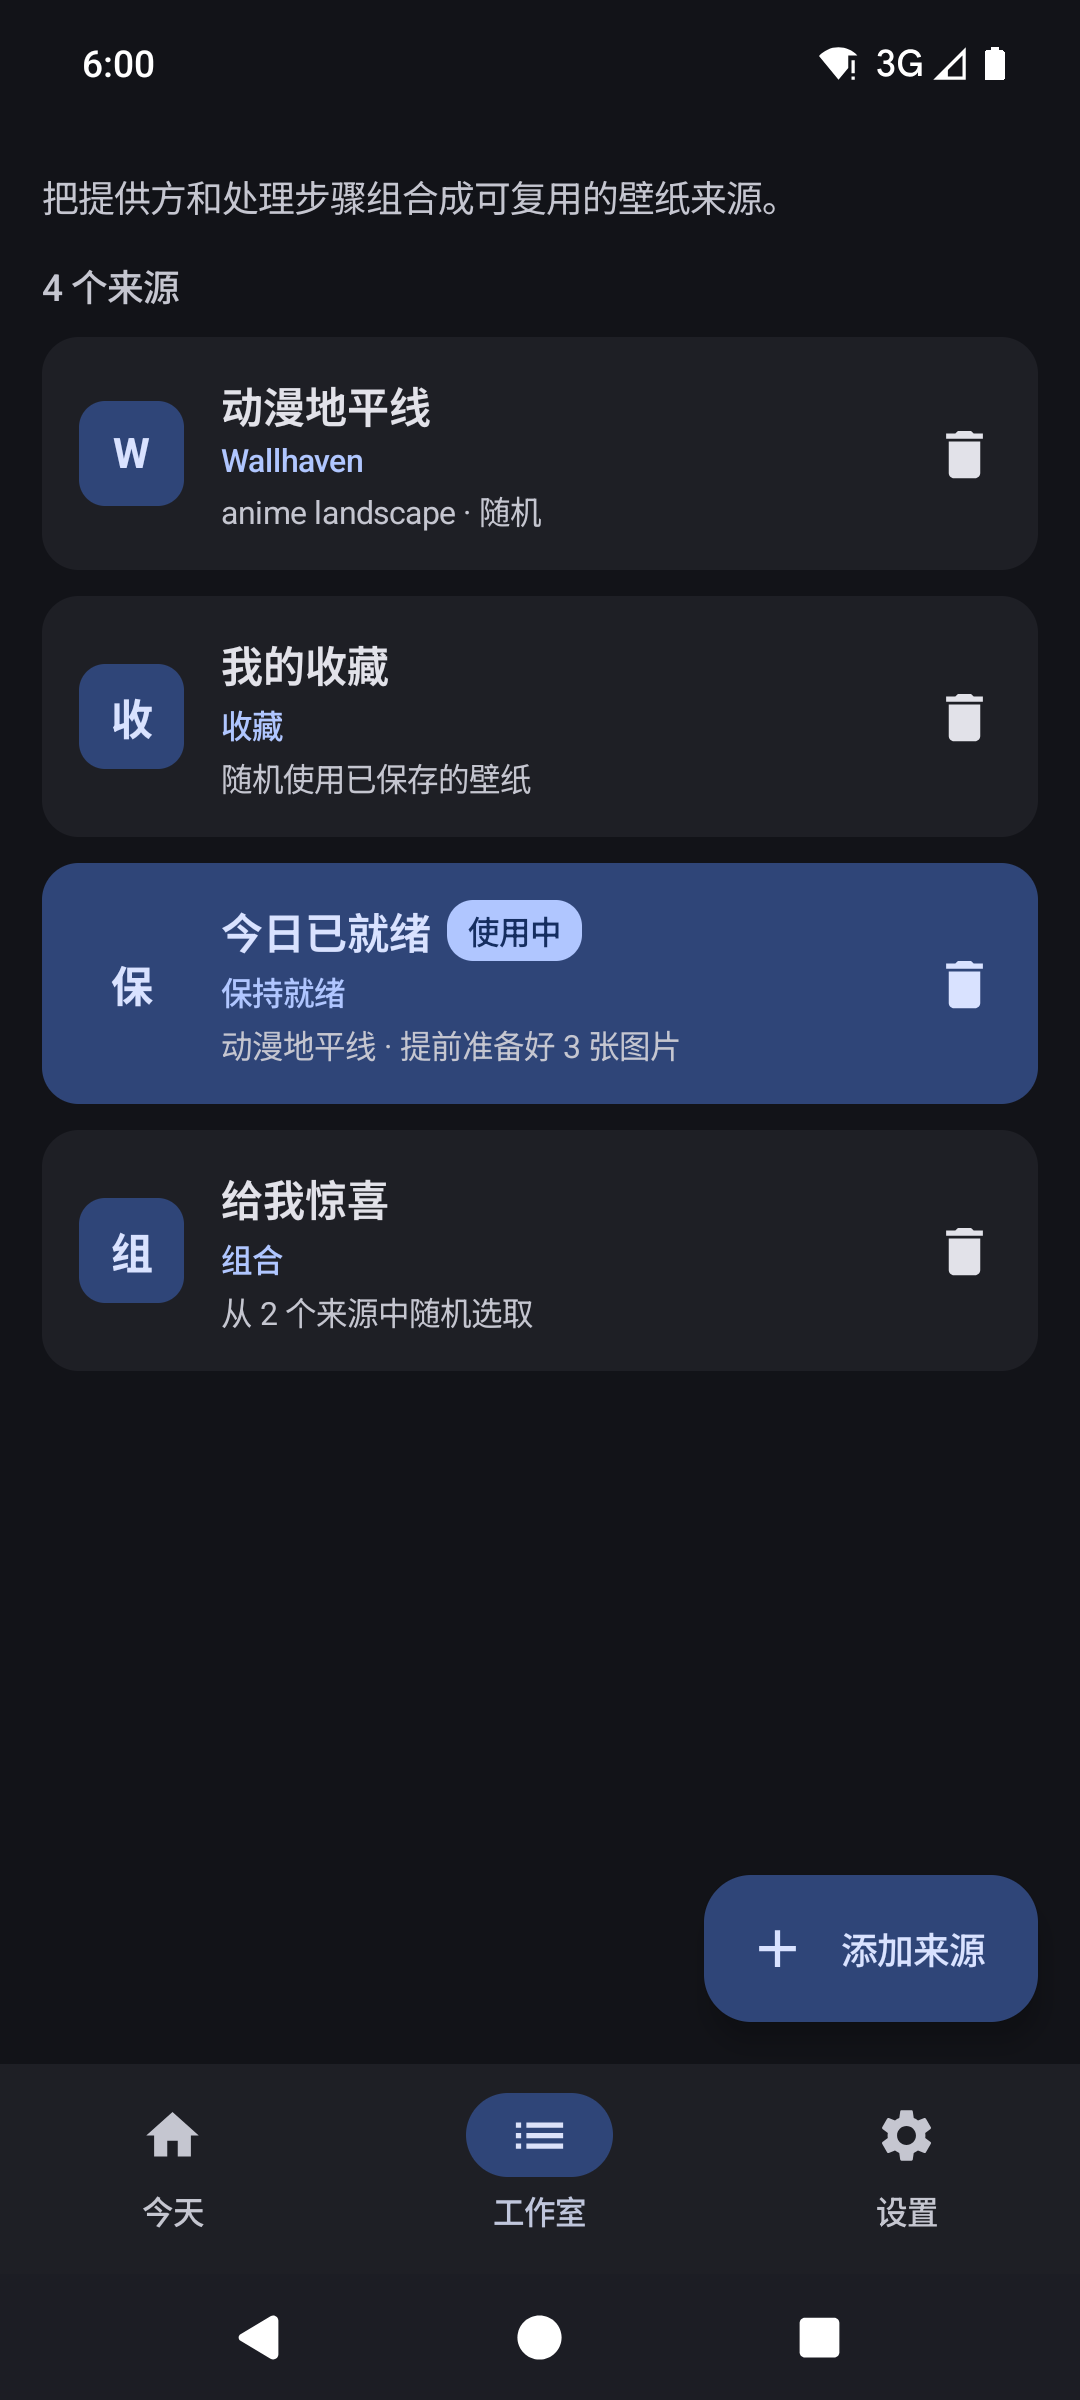 6:00
3G
把提供方和处理步骤组合成可复用的壁纸来源。
4 个来源
W
动漫地平线
Wallhaven
anime landscape · 随机
收
我的收藏
收藏
随机使用已保存的壁纸
保
今日已就绪 使用中
保持就绪
动漫地平线 · 提前准备好 3 张图片
组
给我惊喜
组合
从 2 个来源中随机选取
添加来源
今天
工作室
设置